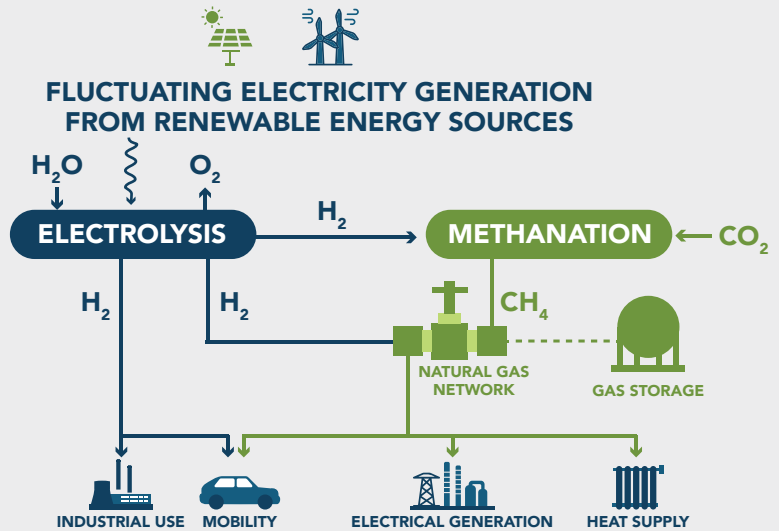 FLUCTUATING ELECTRICITY GENERATION
FROM RENEWABLE ENERGY SOURCES
H₂O
O₂
ELECTROLYSIS
H₂
METHANATION
CO₂
H₂
H₂
CH₄
NATURAL GAS
NETWORK
GAS STORAGE
INDUSTRIAL USE
MOBILITY
ELECTRICAL GENERATION
HEAT SUPPLY